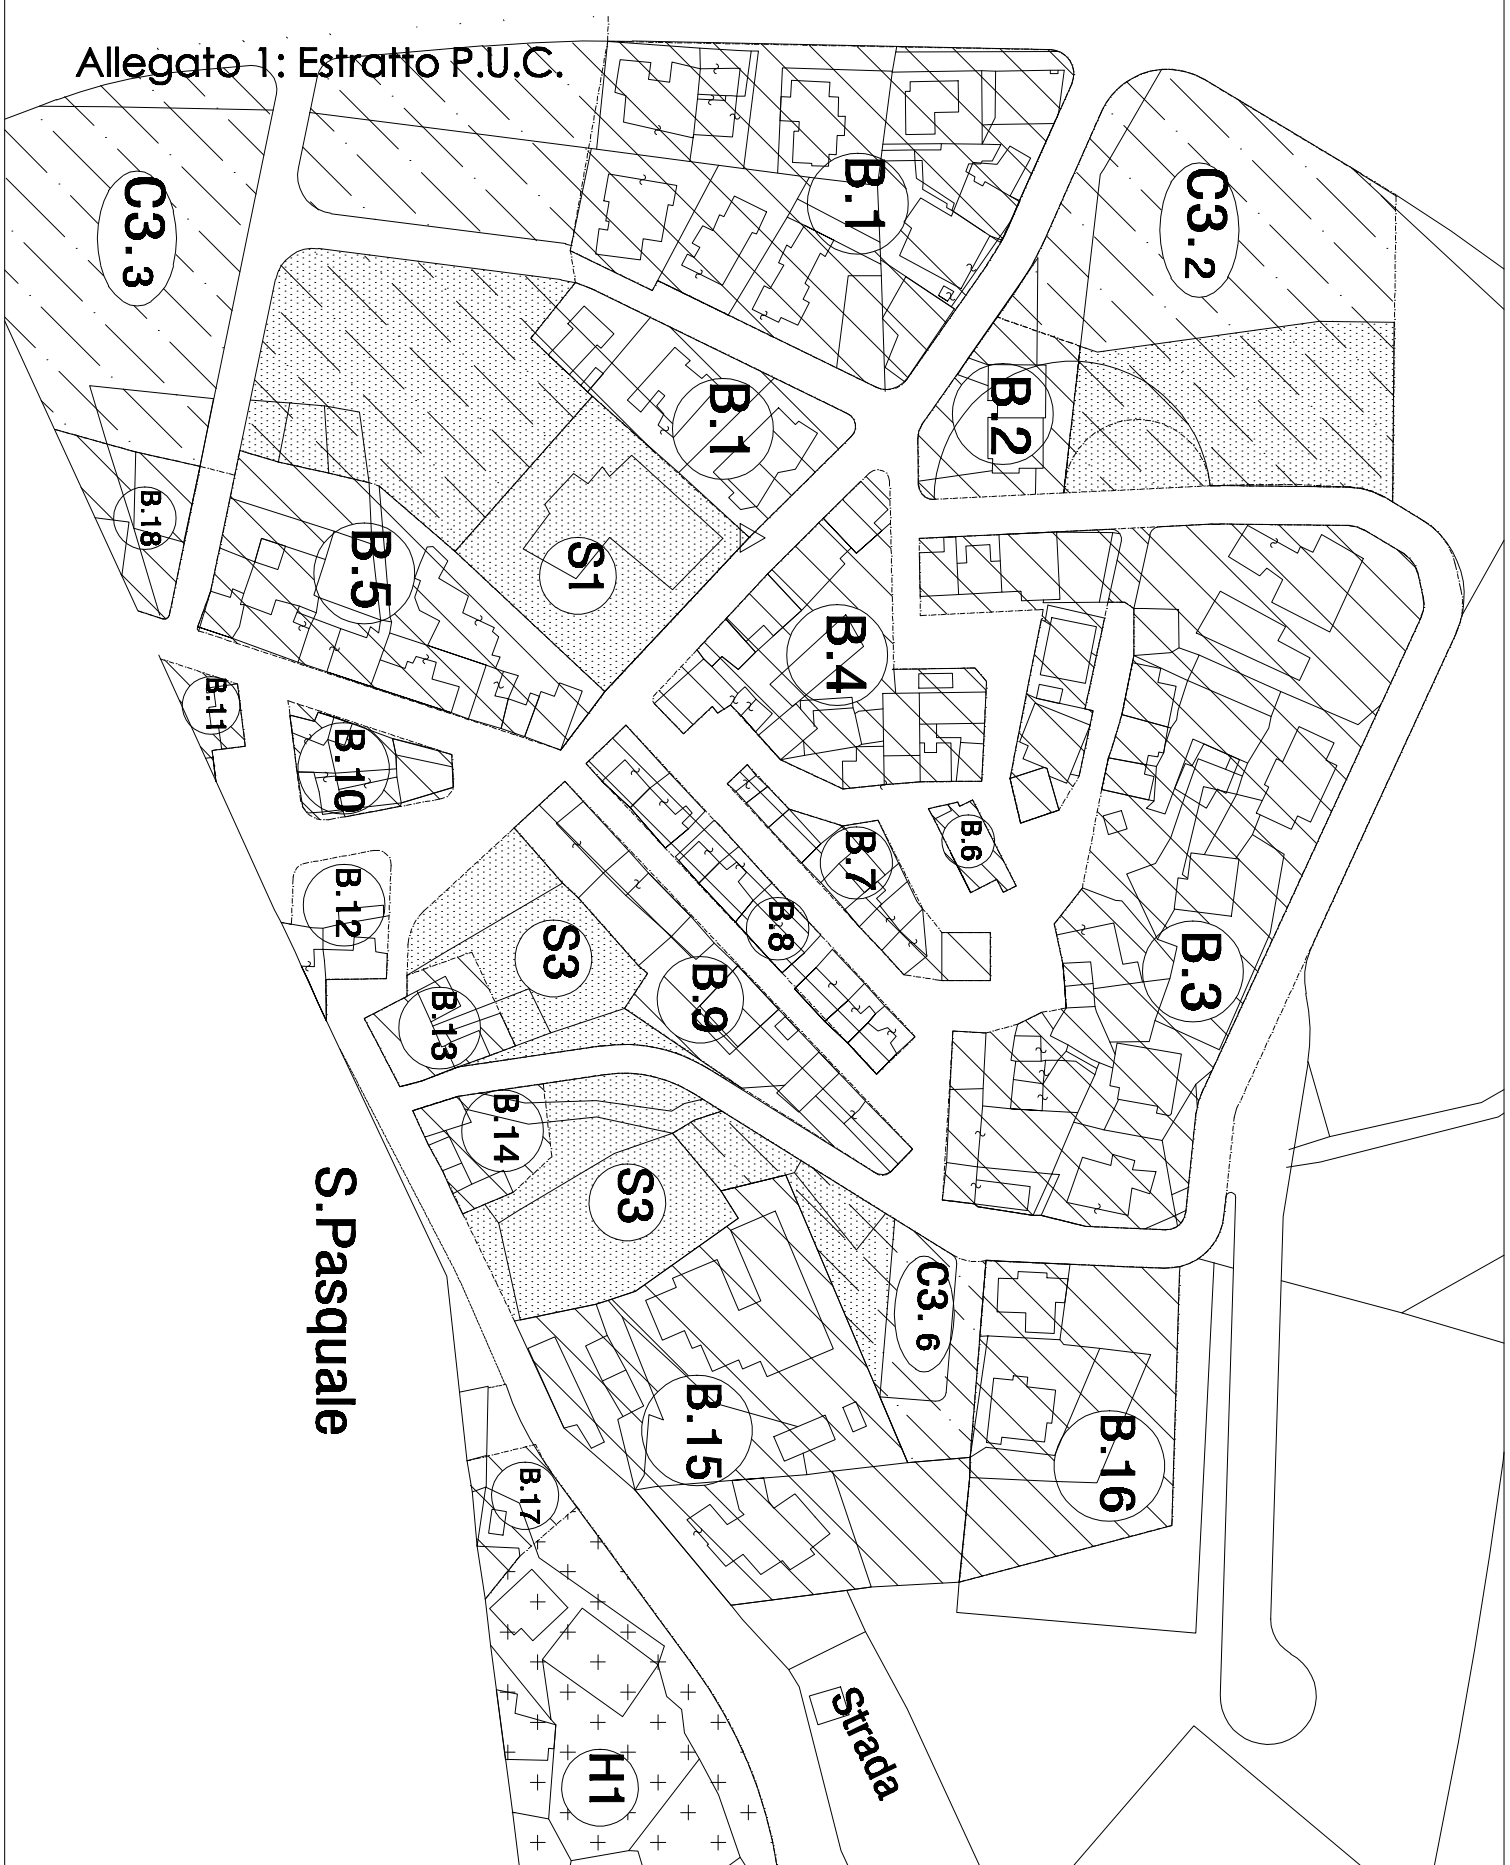 Allegato 1: Estratto P.U.C.
B.1
C3.2
C3.3
B.1
B.2
B.18
B.5
S1
B.4
B.11
B.10
B.6
B.7
B.12
B.8
S3
B.9
B.3
B.13
B.14
S3
S.Pasquale
C3.6
B.15
B.16
B.17
Strada
H1